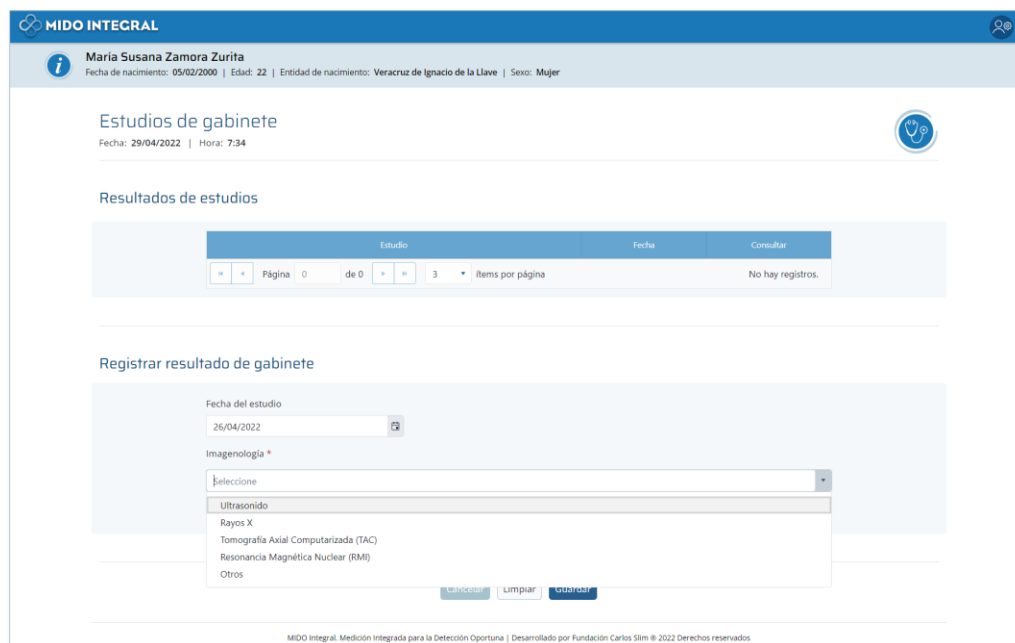 MIDO INTEGRAL
María Susana Zamora Zurita
Fecha de nacimiento: 05/02/2000 | Edad: 22 | Entidad de nacimiento: Veracruz de Ignacio de la Llave | Sexo: Mujer
Estudios de gabinete
Fecha: 29/04/2022 | Hora: 7:34
Resultados de estudios
Estudio Fecha Consultar
Página 0 de 0 3 ítems por página No hay registros.
Registrar resultado de gabinete
Fecha del estudio
26/04/2022
Imagenología *
Seleccione
Ultrasonido
Rayos X
Tomografía Axial Computarizada (TAC)
Resonancia Magnética Nuclear (RMI)
Otros
Cancelar Limpiar Guardar
MIDO Integral. Medición Integrada para la Detección Oportuna | Desarrollado por Fundación Carlos Slim ® 2022 Derechos reservados